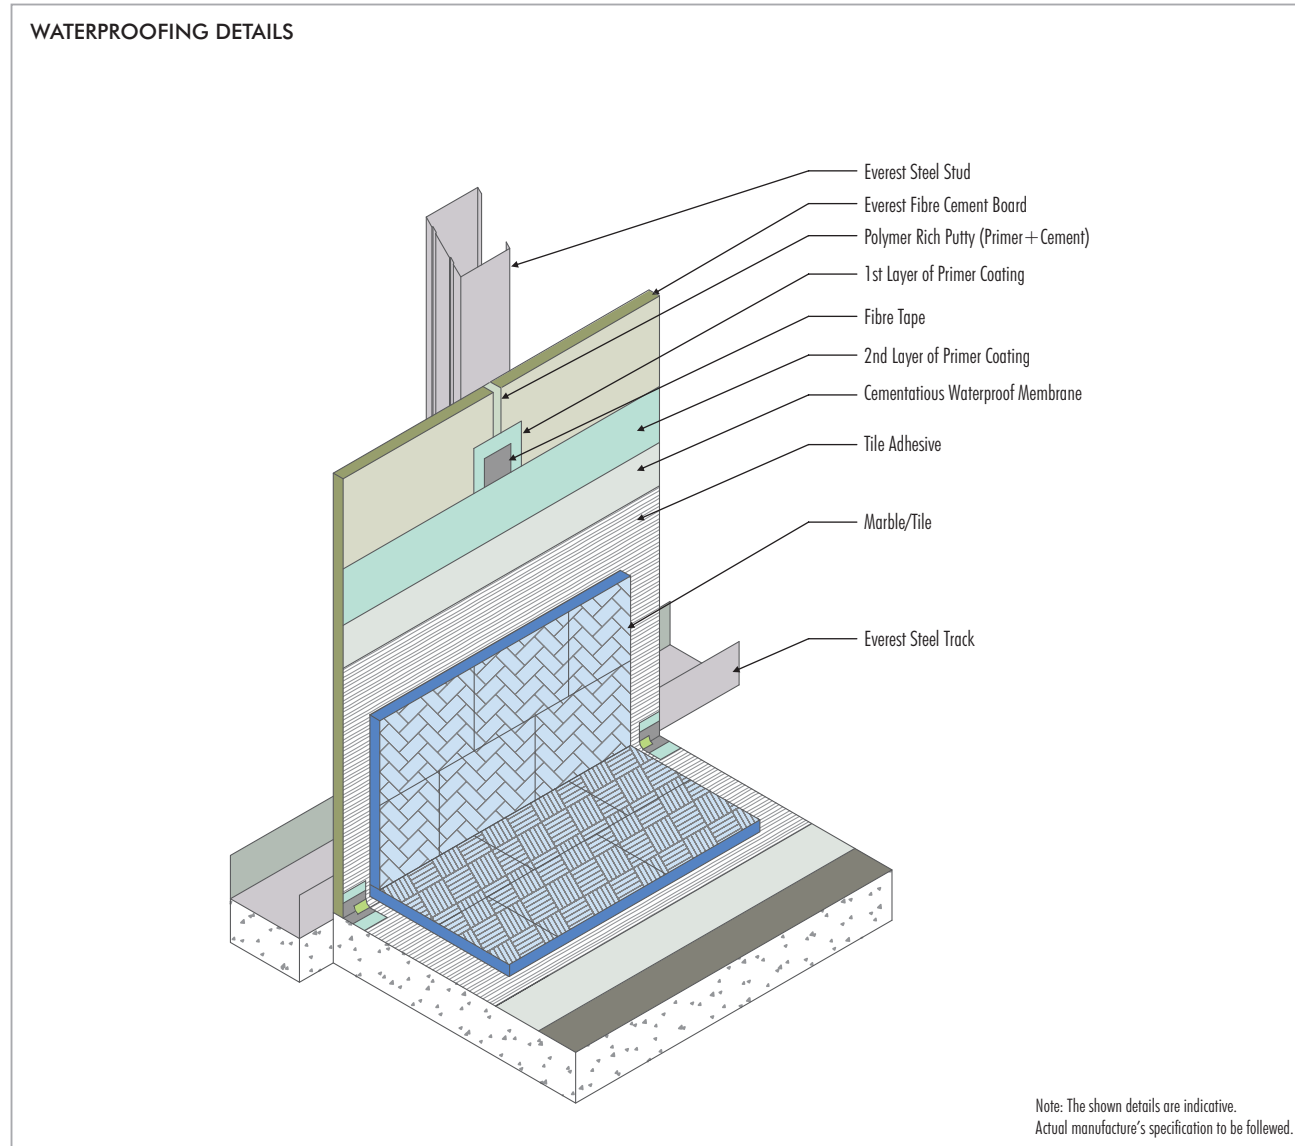 WATERPROOFING DETAILS
Everest Steel Stud
Everest Fibre Cement Board
Polymer Rich Putty (Primer+Cement)
1st Layer of Primer Coating
Fibre Tape
2nd Layer of Primer Coating
Cementatious Waterproof Membrane
Tile Adhesive
Marble/Tile
Everest Steel Track
Note: The shown details are indicative.
Actual manufacture's specification to be follewed.